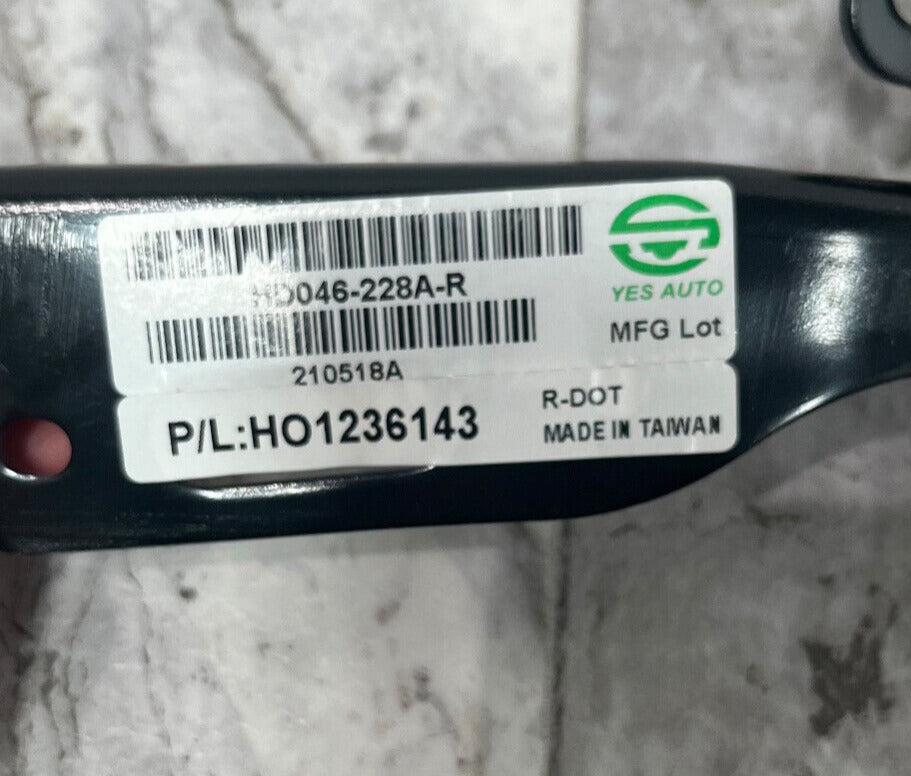 HD046-228A-R
YES AUTO
MFG Lot
210518A
P/L:HO1236143
R-DOT
MADE IN TAIWAN